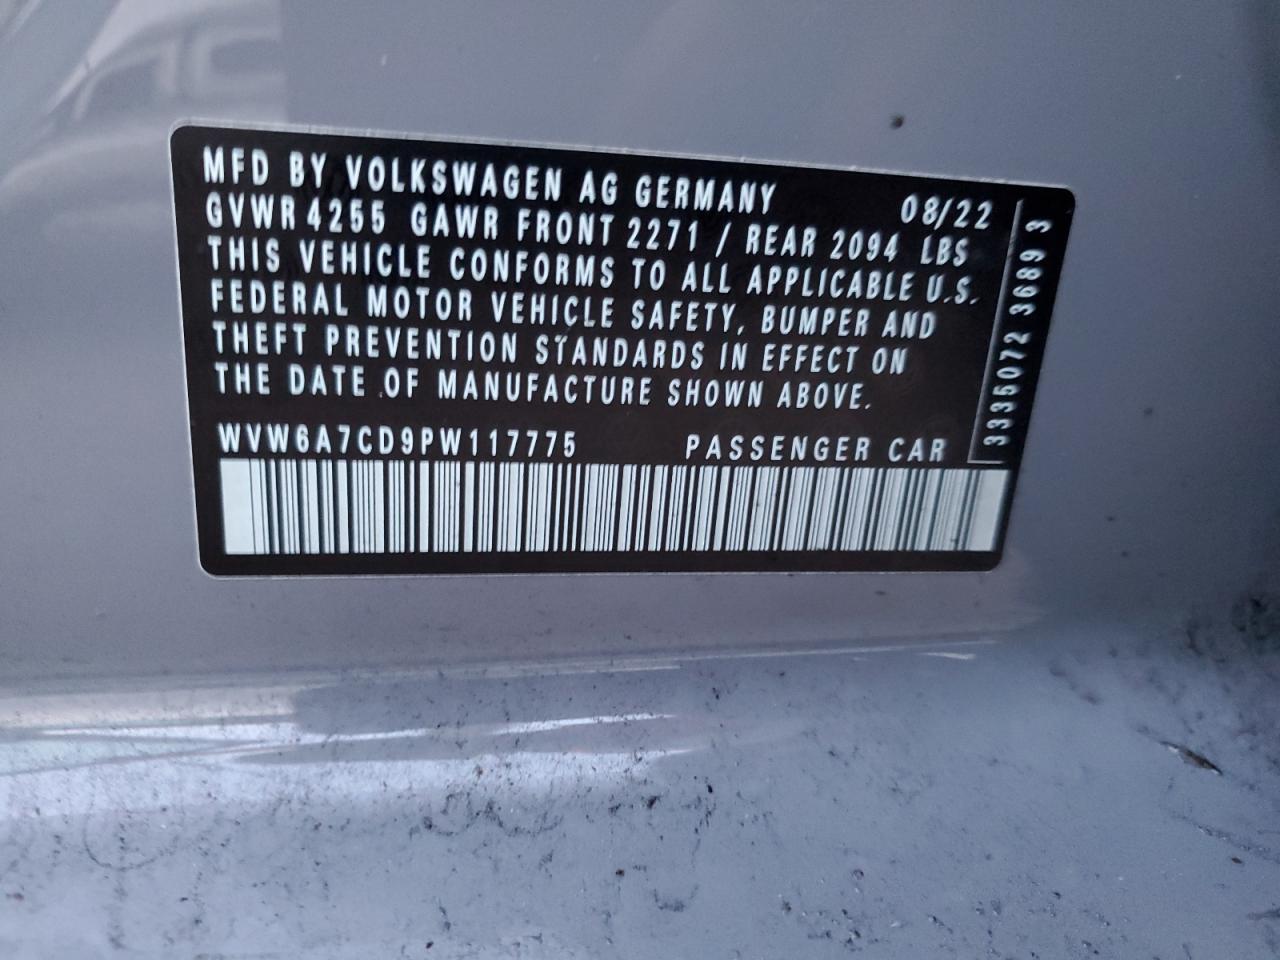 MFD BY VOLKSWAGEN AG GERMANY 08/22
GVWR 4255 GAWR FRONT 2271 / REAR 2094 LBS
THIS VEHICLE CONFORMS TO ALL APPLICABLE U.S.
FEDERAL MOTOR VEHICLE SAFETY, BUMPER AND
THEFT PREVENTION STANDARDS IN EFFECT ON
THE DATE OF MANUFACTURE SHOWN ABOVE.
WVW6A7CD9PW117775 PASSENGER CAR
3335072 3689 3